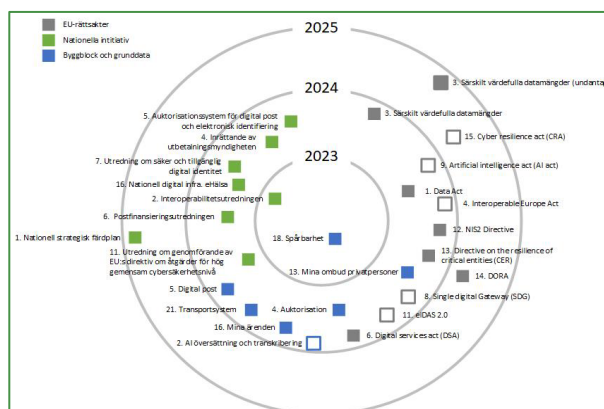 EU-rättsakter
Nationella intitiativ
Byggblock och grunddata
2025
2024
2023
3. Särskilt värdefulla datamängder (undanta
3. Särskilt värdefulla datamängder
5. Auktorisationssystem för digital post
och elektronisk identifiering
4. Inrättande av
utbetalningsmyndigheten
15. Cyber resilience act (CRA)
7. Utredning om säker och tillgänglig
digital identitet
9. Artificial intelligence act (AI act)
16. Nationell digital infra. eHälsa
1. Data Act
2. Interoperabilitetsutredningen
4. Interoperable Europe Act
6. Postfinansieringsutredningen
12. NIS2 Directive
1. Nationell strategisk färdplan
18. Spårbarhet
11. Utredning om genomförande av
EU:s direktiv om åtgärder för hög
gemensam cybersäkerhetsnivå
13. Directive on the resilience of
critical entities (CER)
13. Mina ombud privatpersoner
14. DORA
5. Digital post
8. Single digital Gateway (SDG)
21. Transportsystem
4. Auktorisation
11. eIDAS 2.0
16. Mina ärenden
6. Digital services act (DSA)
2. AI översättning och transkribering